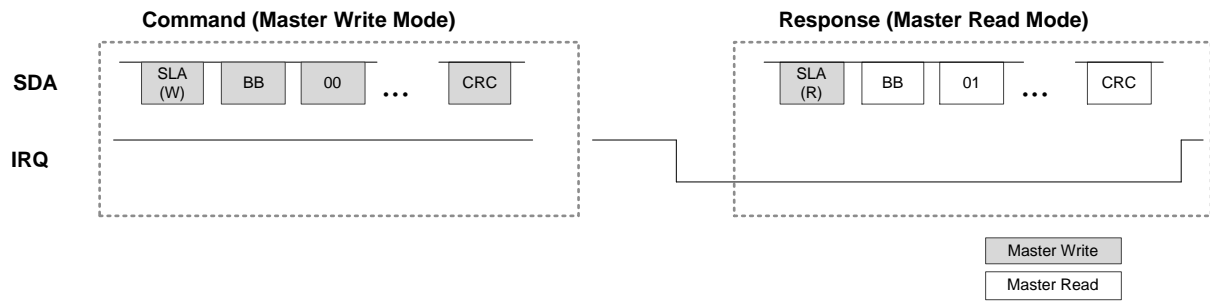 Command (Master Write Mode)
Response (Master Read Mode)
SDA
SLA
(W)
BB
00
...
CRC
SLA
(R)
BB
01
...
CRC
IRQ
Master Write
Master Read